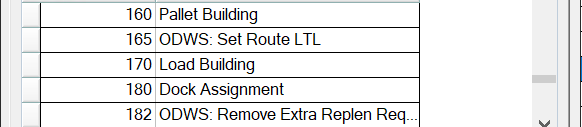 160 Pallet Building
165 ODWS: Set Route LTL
170 Load Building
180 Dock Assignment
182 ODWS: Remove Extra Replen Req...